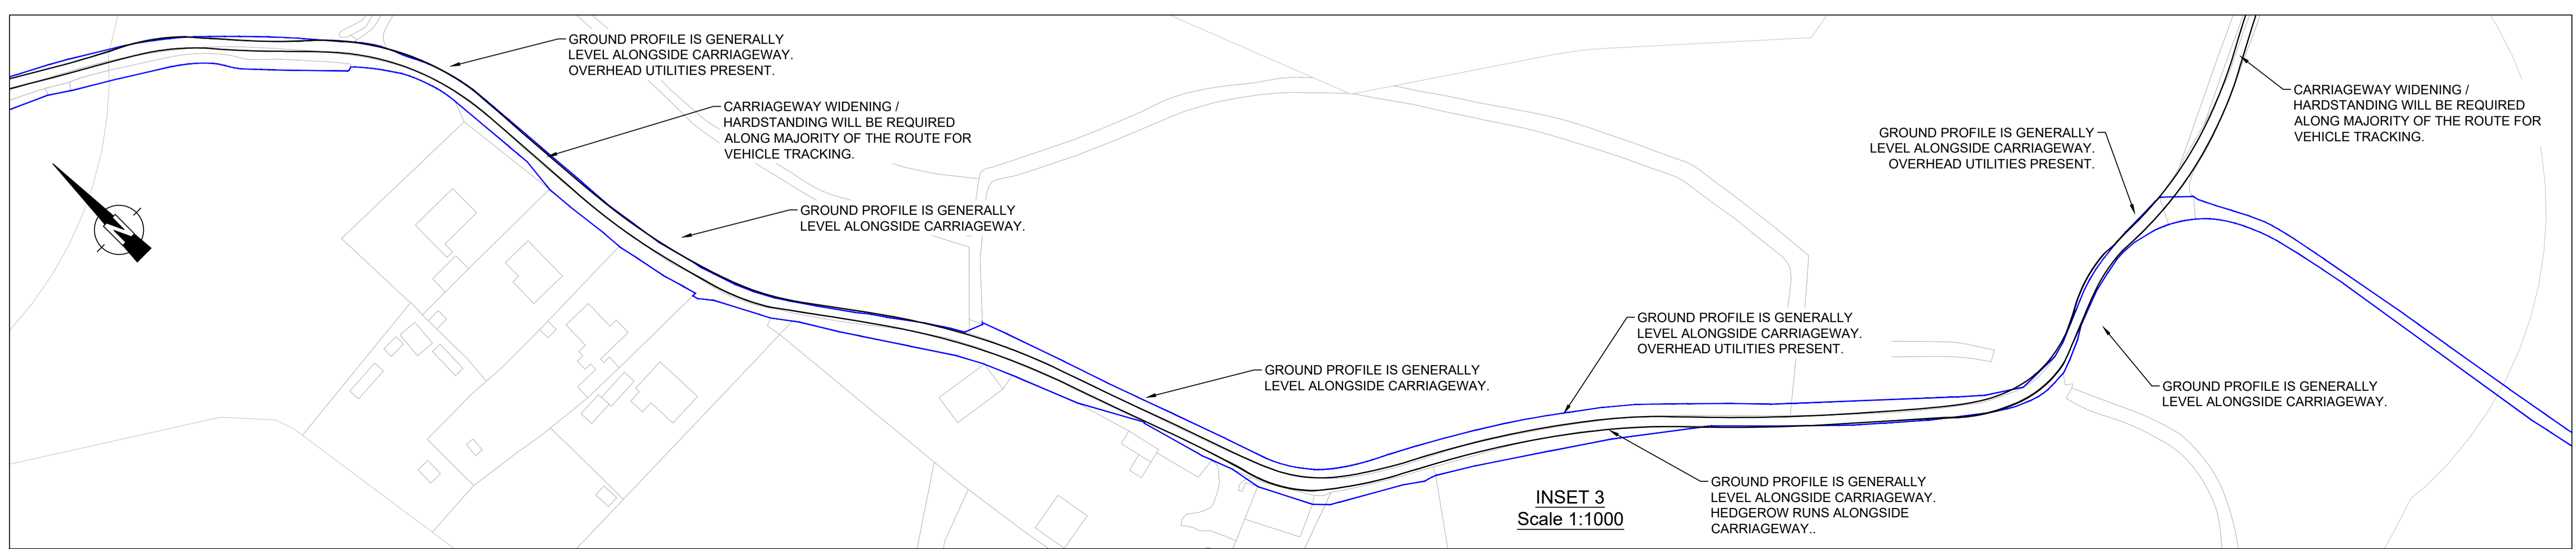 GROUND PROFILE IS GENERALLY
LEVEL ALONGSIDE CARRIAGEWAY.
OVERHEAD UTILITIES PRESENT.
CARRIAGEWAY WIDENING /
HARDSTANDING WILL BE REQUIRED
ALONG MAJORITY OF THE ROUTE FOR
VEHICLE TRACKING.
GROUND PROFILE IS GENERALLY
LEVEL ALONGSIDE CARRIAGEWAY.
N
GROUND PROFILE IS GENERALLY
LEVEL ALONGSIDE CARRIAGEWAY.
GROUND PROFILE IS GENERALLY
LEVEL ALONGSIDE CARRIAGEWAY.
OVERHEAD UTILITIES PRESENT.
INSET 3
Scale 1:1000
GROUND PROFILE IS GENERALLY
LEVEL ALONGSIDE CARRIAGEWAY.
HEDGEROW RUNS ALONGSIDE
CARRIAGEWAY..
GROUND PROFILE IS GENERALLY
LEVEL ALONGSIDE CARRIAGEWAY.
OVERHEAD UTILITIES PRESENT.
CARRIAGEWAY WIDENING /
HARDSTANDING WILL BE REQUIRED
ALONG MAJORITY OF THE ROUTE FOR
VEHICLE TRACKING.
GROUND PROFILE IS GENERALLY
LEVEL ALONGSIDE CARRIAGEWAY.